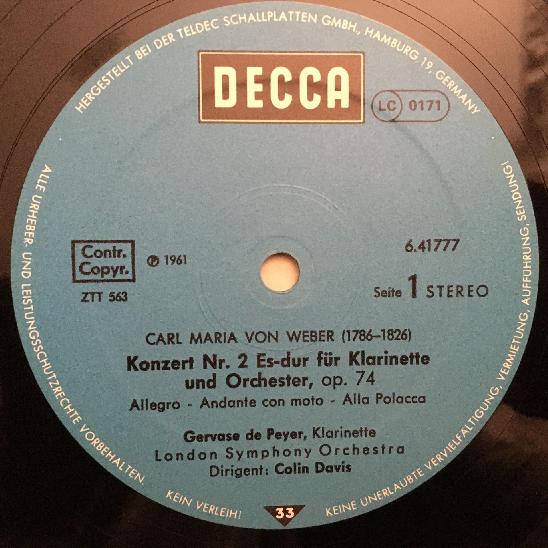 HERGESTELLT BEI DER TELDEC SCHALLPLATTEN GMBH., HAMBURG 19, GERMANY
DECCA
LC 0171
Contr.
Copyr.
℗ 1961
6.41777
ZTT 563
Seite 1 STEREO
CARL MARIA VON WEBER (1786–1826)
Konzert Nr. 2 Es-dur für Klarinette
und Orchester, op. 74
Allegro - Andante con moto - Alla Polacca
Gervase de Peyer, Klarinette
London Symphony Orchestra
Dirigent: Colin Davis
33
ALLE URHEBER. UND LEISTUNGSSCHUTZRECHTE VORBEHALTEN. KEIN VERLEIH! KEINE UNERLAUBTE VERVIELFÄLTIGUNG, VERMIETUNG, AUFFÜHRUNG, SENDUNG!